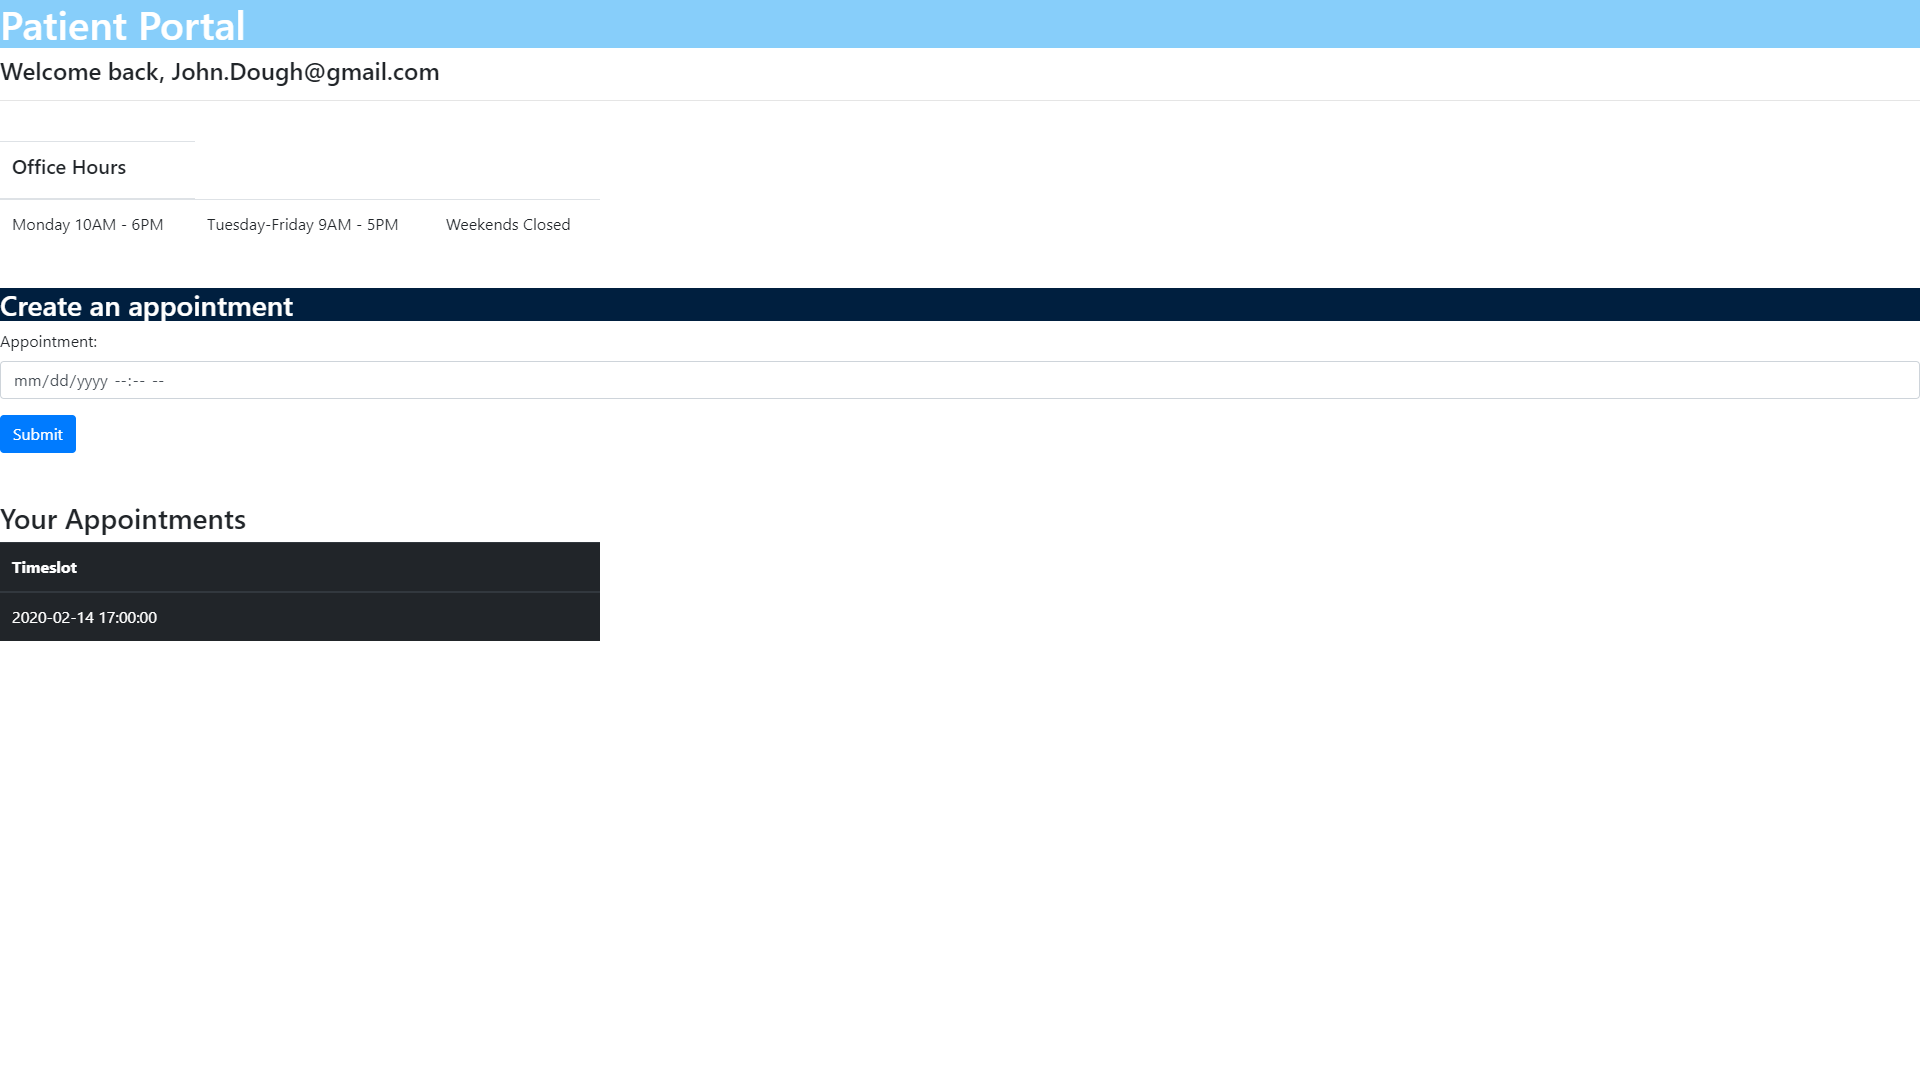 Patient Portal
Welcome back, John.Dough@gmail.com
Office Hours
Monday 10AM - 6PM Tuesday-Friday 9AM - 5PM Weekends Closed
Create an appointment
Appointment:
mm/dd/yyyy --:-- --
Submit
Your Appointments
Timeslot
2020-02-14 17:00:00